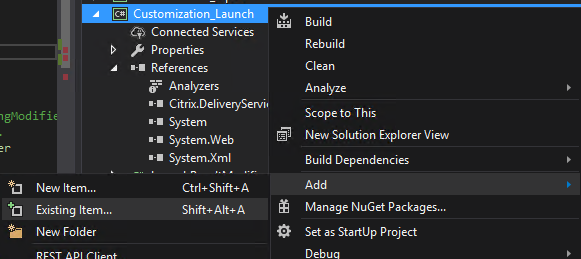 C# Customization_Launch
Connected Services
Properties
References
Analyzers
Citrix.DeliveryServic
System
System.Web
System.Xml
ngModifie
er
New Item... Ctrl+Shift+A
Existing Item... Shift+Alt+A
New Folder
REST API Client
Build
Rebuild
Clean
Analyze
Scope to This
New Solution Explorer View
Build Dependencies
Add
Manage NuGet Packages...
Set as StartUp Project
Debug